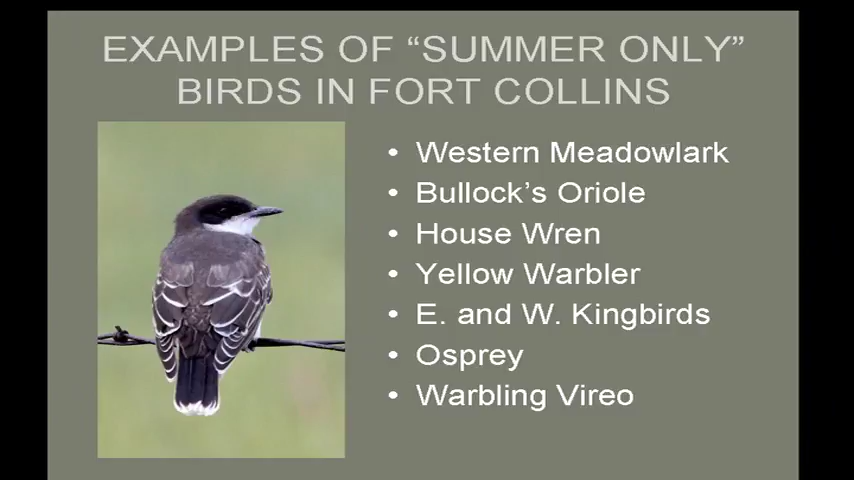 EXAMPLES OF “SUMMER ONLY”
BIRDS IN FORT COLLINS
• Western Meadowlark
• Bullock’s Oriole
• House Wren
• Yellow Warbler
• E. and W. Kingbirds
• Osprey
• Warbling Vireo